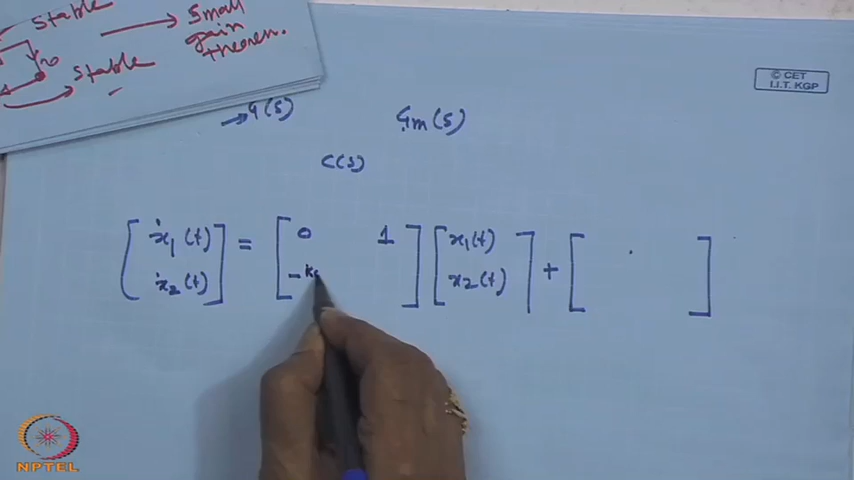 stable
Small
gain
theorem.
stable
© CET
I.I.T. KGP
→ G(s) Gm(s)
C(s)
[ẋ₁(t)] = [0 1] [x₁(t)] + [ ]
[ẋ₂(t)] [-k] [x₂(t)]
NPTEL